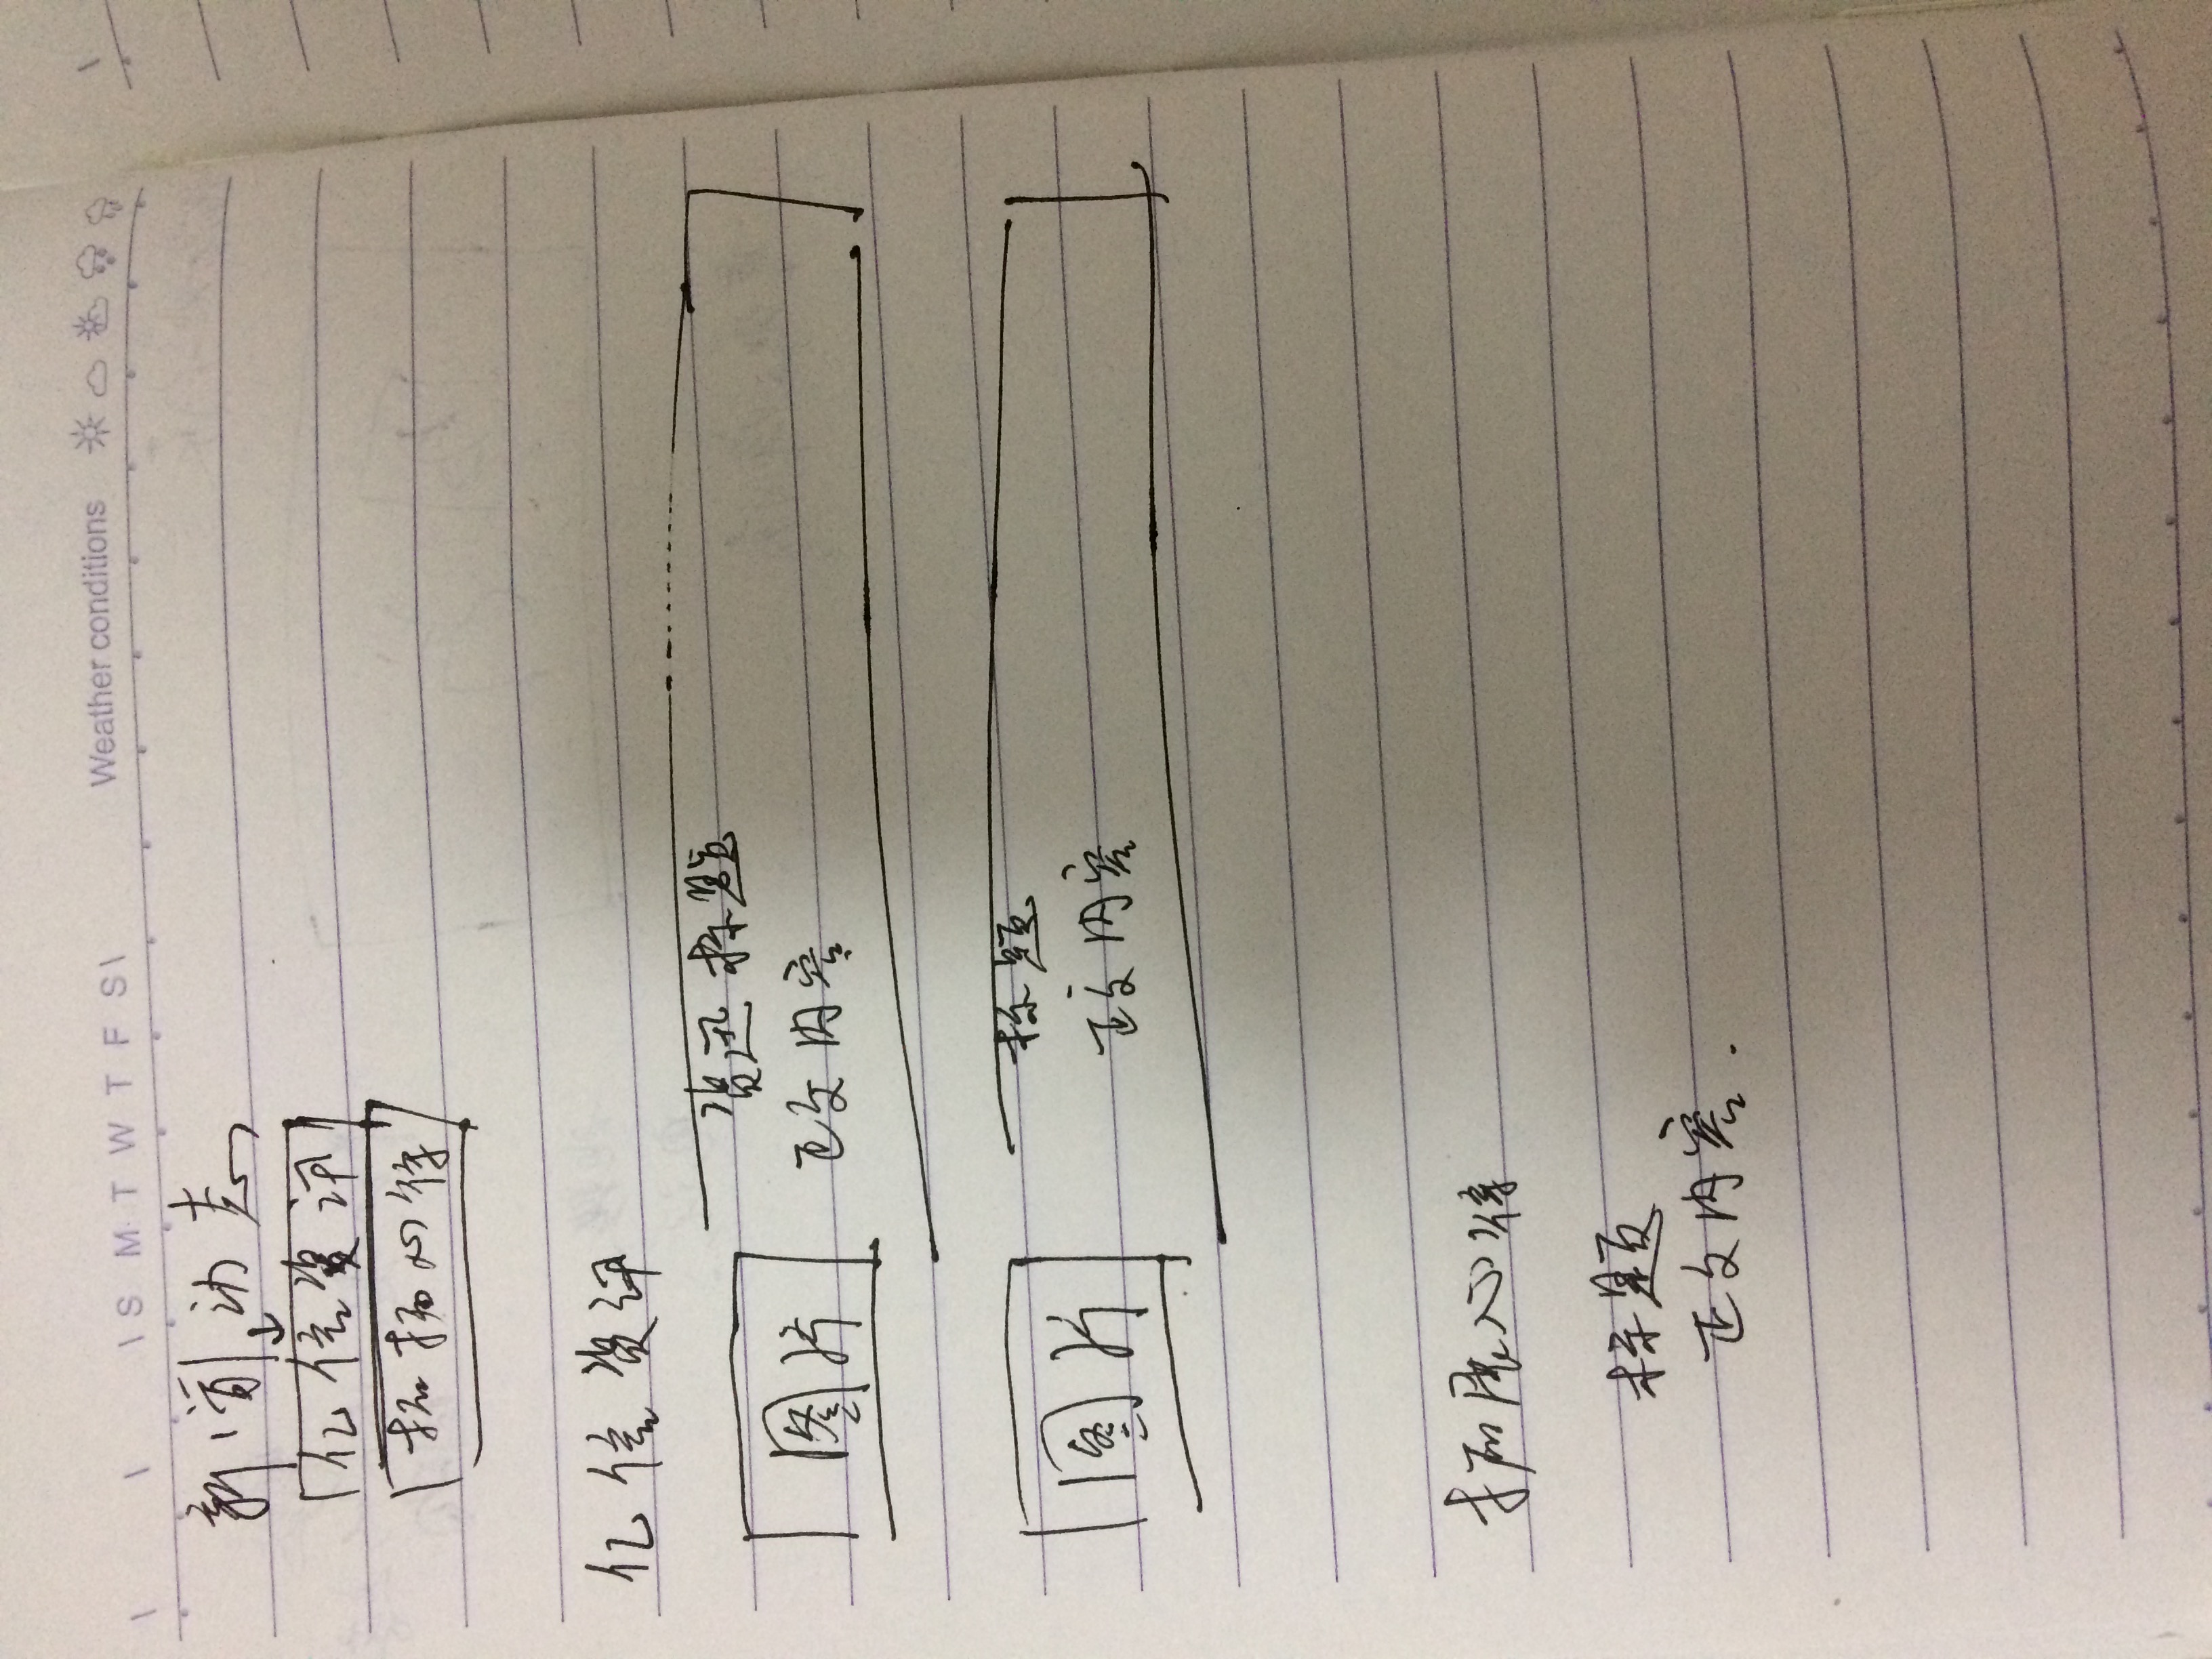 S M T W T F S Weather conditions
新闻动态
亿信资讯
拓拓心得
亿信资讯
资迅标题
图片
正文内容
标题
图片
正文内容
拓展心得
标题
正文内容.